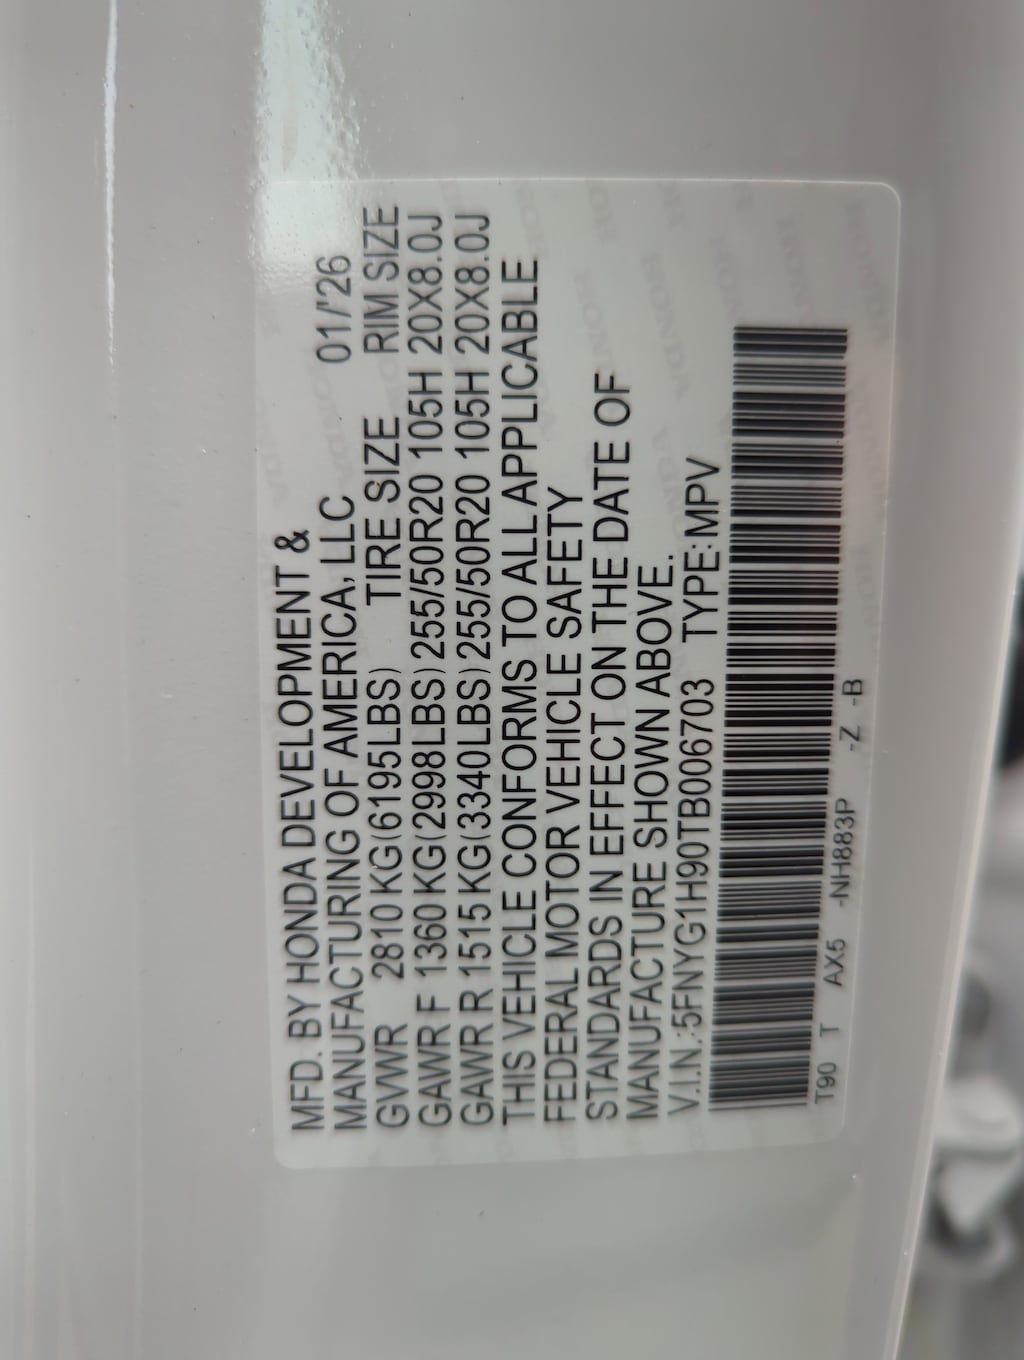 MFD. BY HONDA DEVELOPMENT &
MANUFACTURING OF AMERICA, LLC 01/'26
GVWR 2810 KG(6195LBS) TIRE SIZE RIM SIZE
GAWR F 1360 KG(2998LBS) 255/50R20 105H 20X8.0J
GAWR R 1515 KG(3340LBS) 255/50R20 105H 20X8.0J
THIS VEHICLE CONFORMS TO ALL APPLICABLE
FEDERAL MOTOR VEHICLE SAFETY
STANDARDS IN EFFECT ON THE DATE OF
MANUFACTURE SHOWN ABOVE.
V.I.N.:5FNYG1H90TB006703 TYPE:MPV
T90 T AX5 -NH883P -Z -B